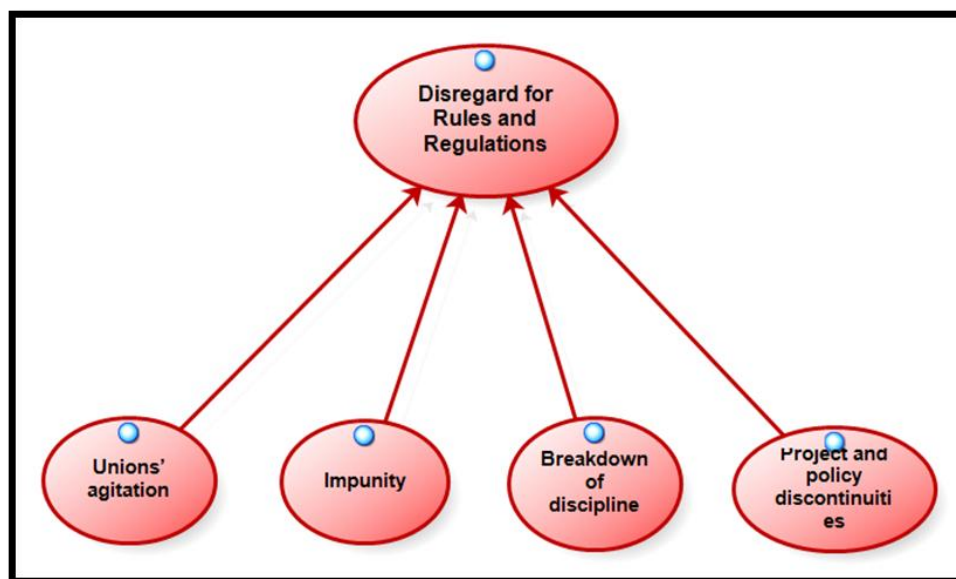 Disregard for
Rules and
Regulations
Unions'
agitation
Impunity
Breakdown
of
discipline
Project and
policy
discontinuiti
es